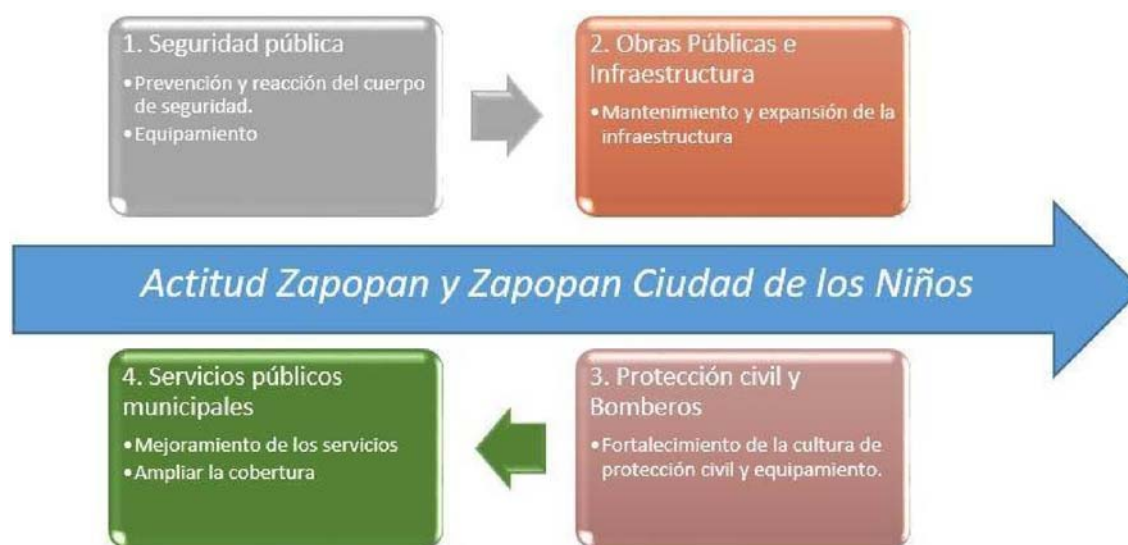 1. Seguridad pública
•Prevención y reacción del cuerpo
de seguridad.
•Equipamiento
2. Obras Públicas e
Infraestructura
•Mantenimiento y expansión de la
infraestructura
Actitud Zapopan y Zapopan Ciudad de los Niños
4. Servicios públicos
municipales
•Mejoramiento de los servicios
•Ampliar la cobertura
3. Protección civil y
Bomberos
•Fortalecimiento de la cultura de
protección civil y equipamiento.